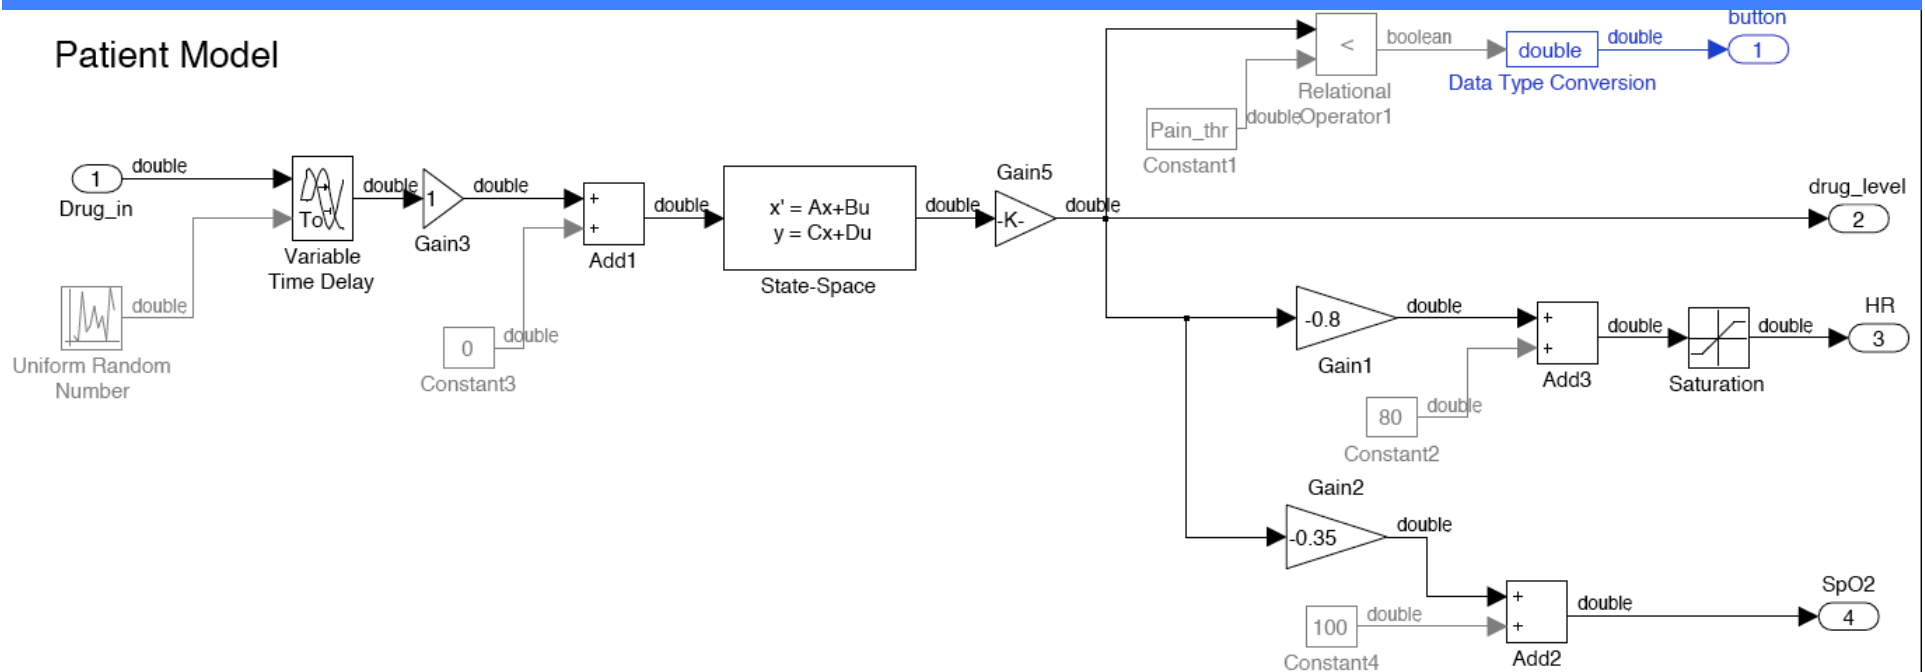 Patient Model
button
<
boolean
double
double
1
Data Type Conversion
Relational
Operator1
Pain_thr
double
Constant1
1
double
Drug_in
To
Variable
Time Delay
double
1
Gain3
double
+
+
Add1
double
x' = Ax+Bu
y = Cx+Du
State-Space
double
Gain5
-K-
double
drug_level
2
double
Uniform Random
Number
0
double
Constant3
-0.8
Gain1
double
+
+
Add3
double
Saturation
double
HR
3
80
double
Constant2
Gain2
-0.35
double
+
+
Add2
100
double
Constant4
double
SpO2
4